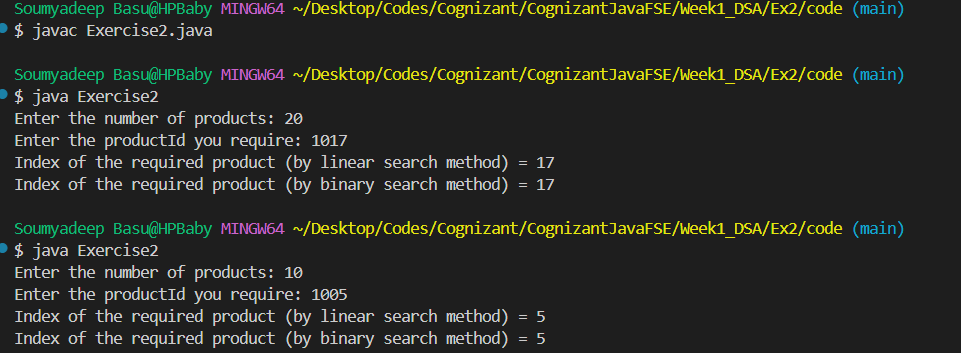 Soumyadeep Basu@HPBaby MINGW64 ~/Desktop/Codes/Cognizant/CognizantJavaFSE/Week1_DSA/Ex2/code (main)
$ javac Exercise2.java
Soumyadeep Basu@HPBaby MINGW64 ~/Desktop/Codes/Cognizant/CognizantJavaFSE/Week1_DSA/Ex2/code (main)
$ java Exercise2
Enter the number of products: 20
Enter the productId you require: 1017
Index of the required product (by linear search method) = 17
Index of the required product (by binary search method) = 17
Soumyadeep Basu@HPBaby MINGW64 ~/Desktop/Codes/Cognizant/CognizantJavaFSE/Week1_DSA/Ex2/code (main)
$ java Exercise2
Enter the number of products: 10
Enter the productId you require: 1005
Index of the required product (by linear search method) = 5
Index of the required product (by binary search method) = 5